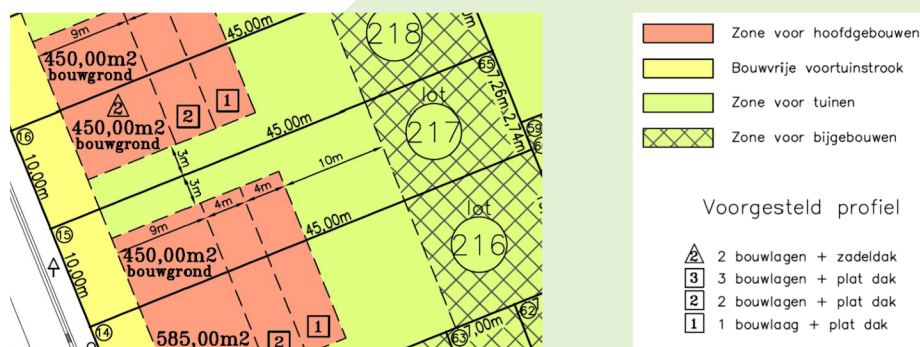 9m
45,00m
218
450,00m2
bouwgrond
65
7,26m
2,74m
2
2
1
lot
217
450,00m2
bouwgrond
45,00m
16
3m
10m
59
10,00m
3m
4m
4m
lot
216
9m
15
45,00m
450,00m2
bouwgrond
10,00m
14
585,00m2
2
1
63
7,00m
62
Zone voor hoofdgebouwen
Bouwvrije voortuinstrook
Zone voor tuinen
Zone voor bijgebouwen
Voorgesteld profiel
2 2 bouwlagen + zadeldak
3 3 bouwlagen + plat dak
2 2 bouwlagen + plat dak
1 1 bouwlaag + plat dak